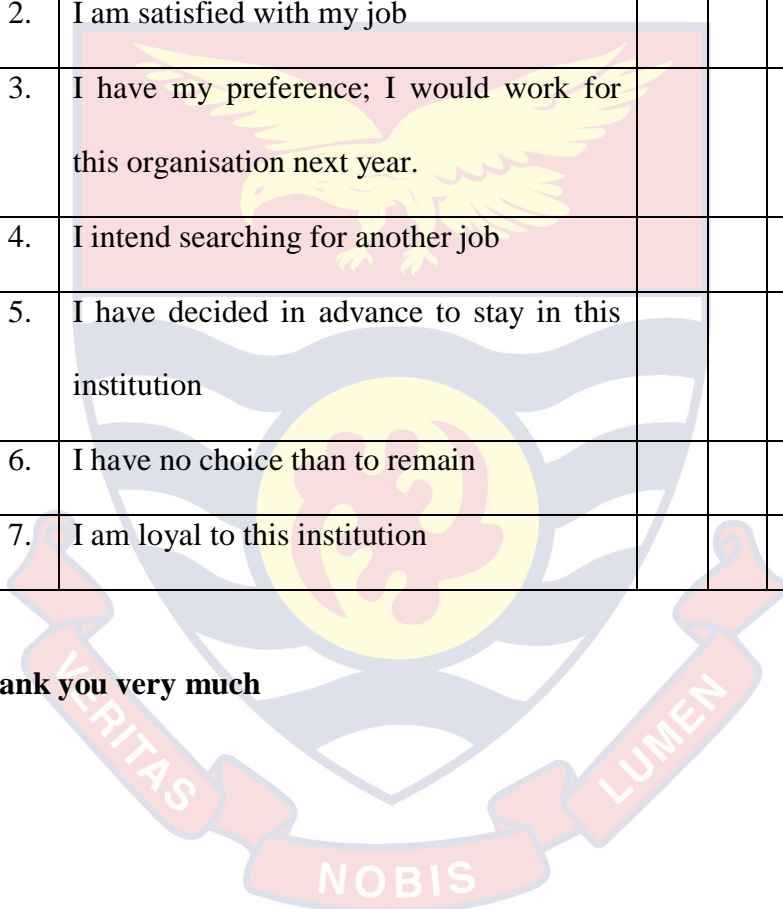 2. I am satisfied with my job
3. I have my preference; I would work for
this organisation next year.
4. I intend searching for another job
5. I have decided in advance to stay in this
institution
6. I have no choice than to remain
7. I am loyal to this institution
ank you very much
VERITAS
NOBIS
LUMEN